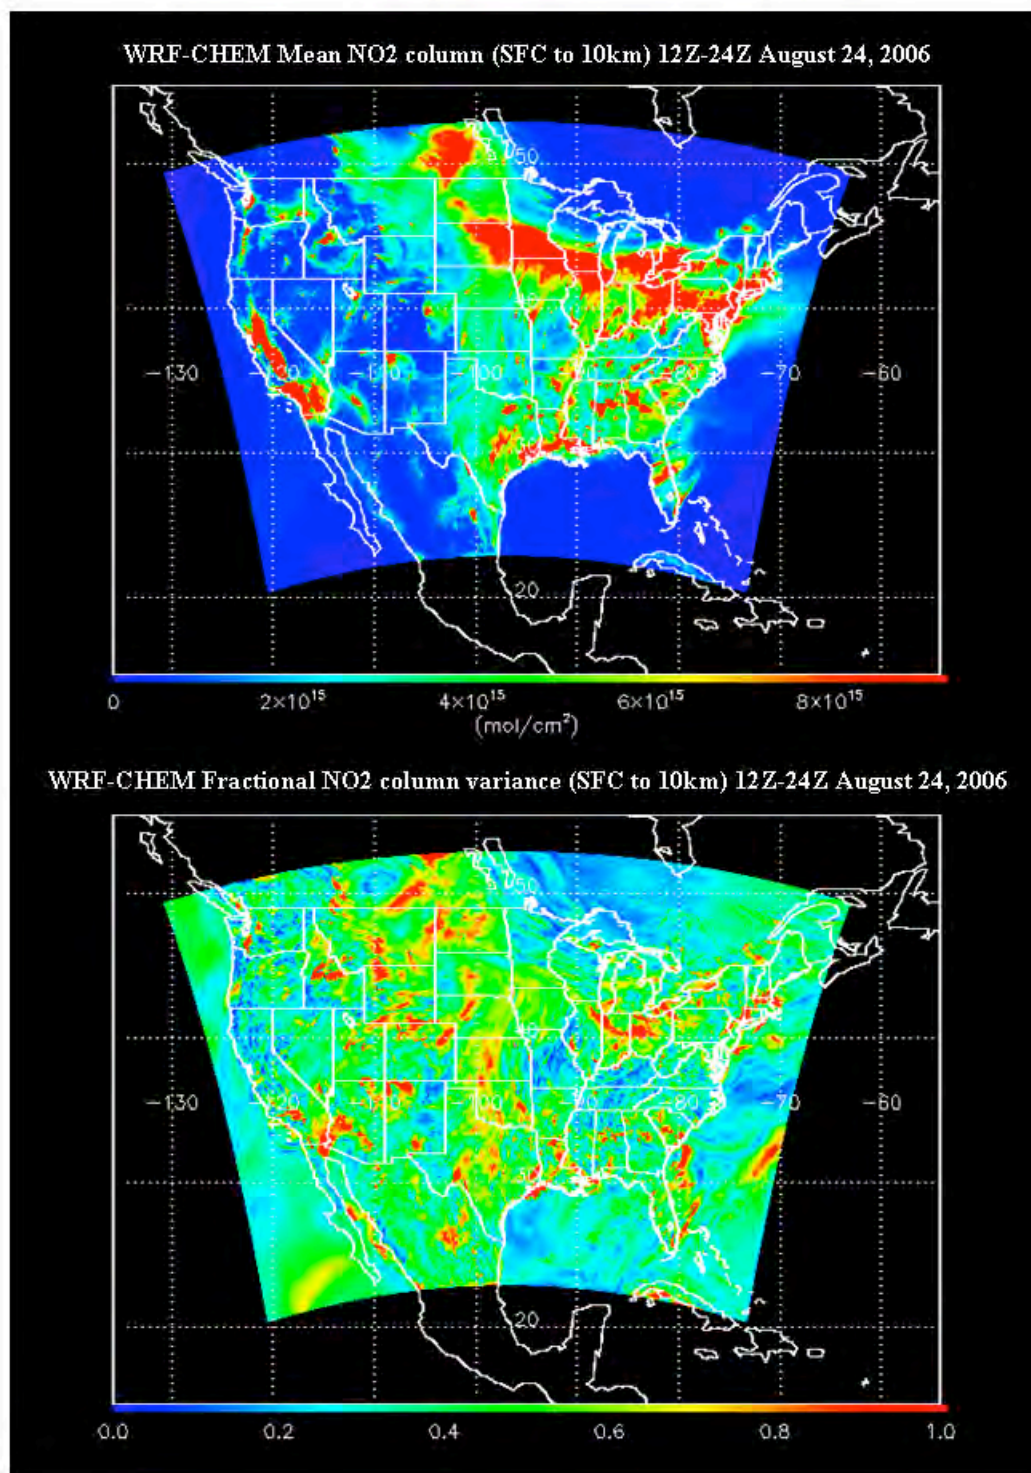 WRF-CHEM Mean NO2 column (SFC to 10km) 12Z-24Z August 24, 2006
50
-130 -120 -110 -100 -90 -80 -70 -60
20
0 2×10¹⁵ 4×10¹⁵ 6×10¹⁵ 8×10¹⁵
(mol/cm²)
WRF-CHEM Fractional NO2 column variance (SFC to 10km) 12Z-24Z August 24, 2006
50
40
-130 -120 -110 -100 -90 -80 -70 -60
20
0.0 0.2 0.4 0.6 0.8 1.0